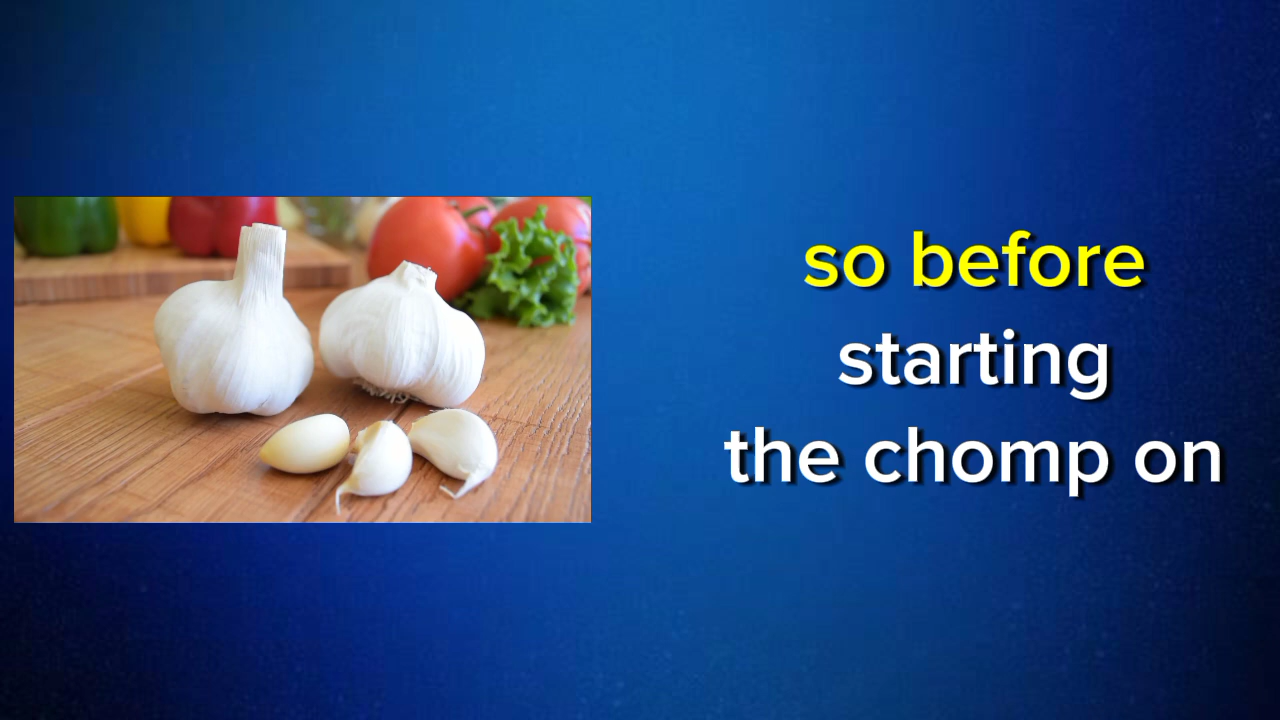 so before
starting
the chomp on